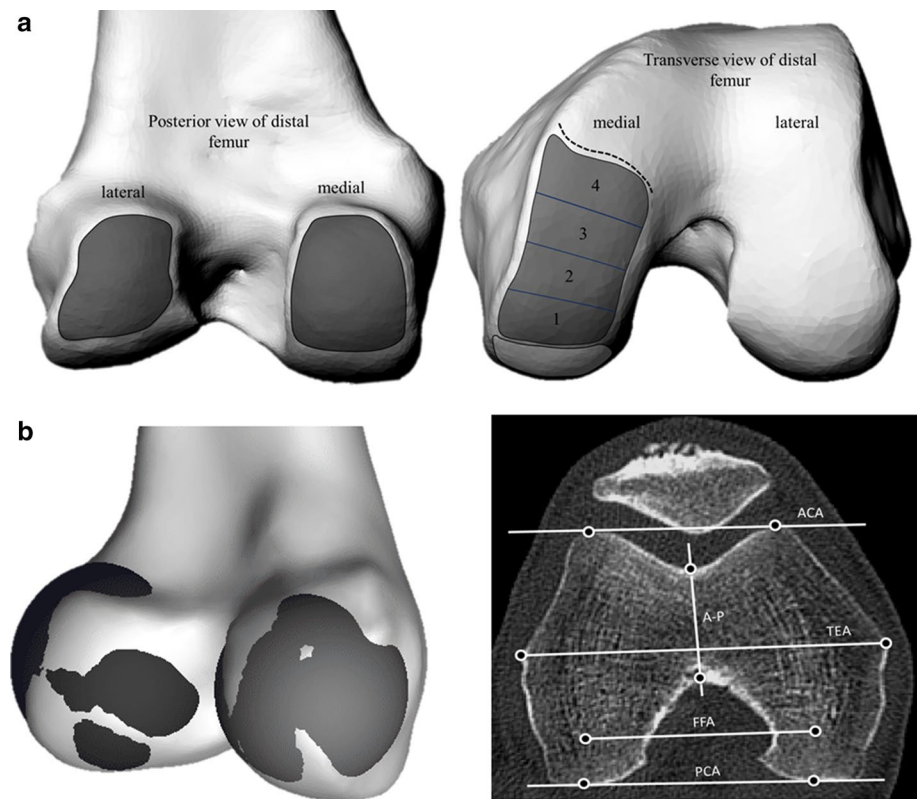 a
Posterior view of distal
femur
lateral
medial
Transverse view of distal
femur
medial
lateral
4
3
2
1
b
ACA
A-P
TEA
FFA
PCA